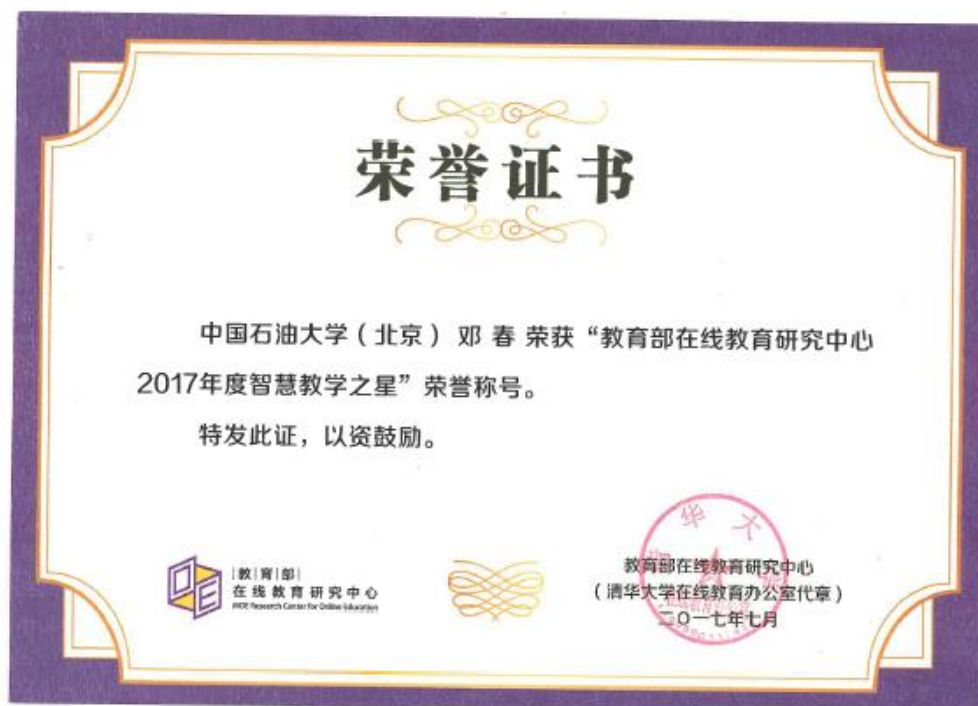 荣誉证书
中国石油大学（北京） 邓 春 荣获“教育部在线教育研究中心
2017年度智慧教学之星”荣誉称号。
特发此证，以资鼓励。
|教|育|部|
在线教育研究中心
MOE Research Center for Online Education
教育部在线教育研究中心
（清华大学在线教育办公室代章）
二〇一七年七月
清华大学